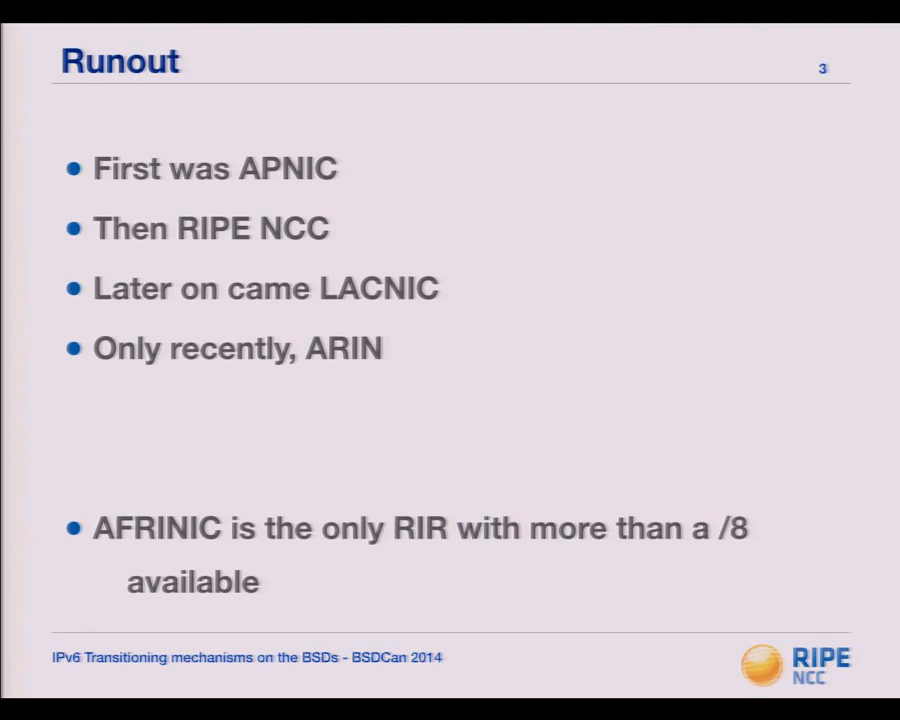 Runout
3
• First was APNIC
• Then RIPE NCC
• Later on came LACNIC
• Only recently, ARIN
• AFRINIC is the only RIR with more than a /8
available
IPv6 Transitioning mechanisms on the BSDs - BSDCan 2014
RIPE
NCC